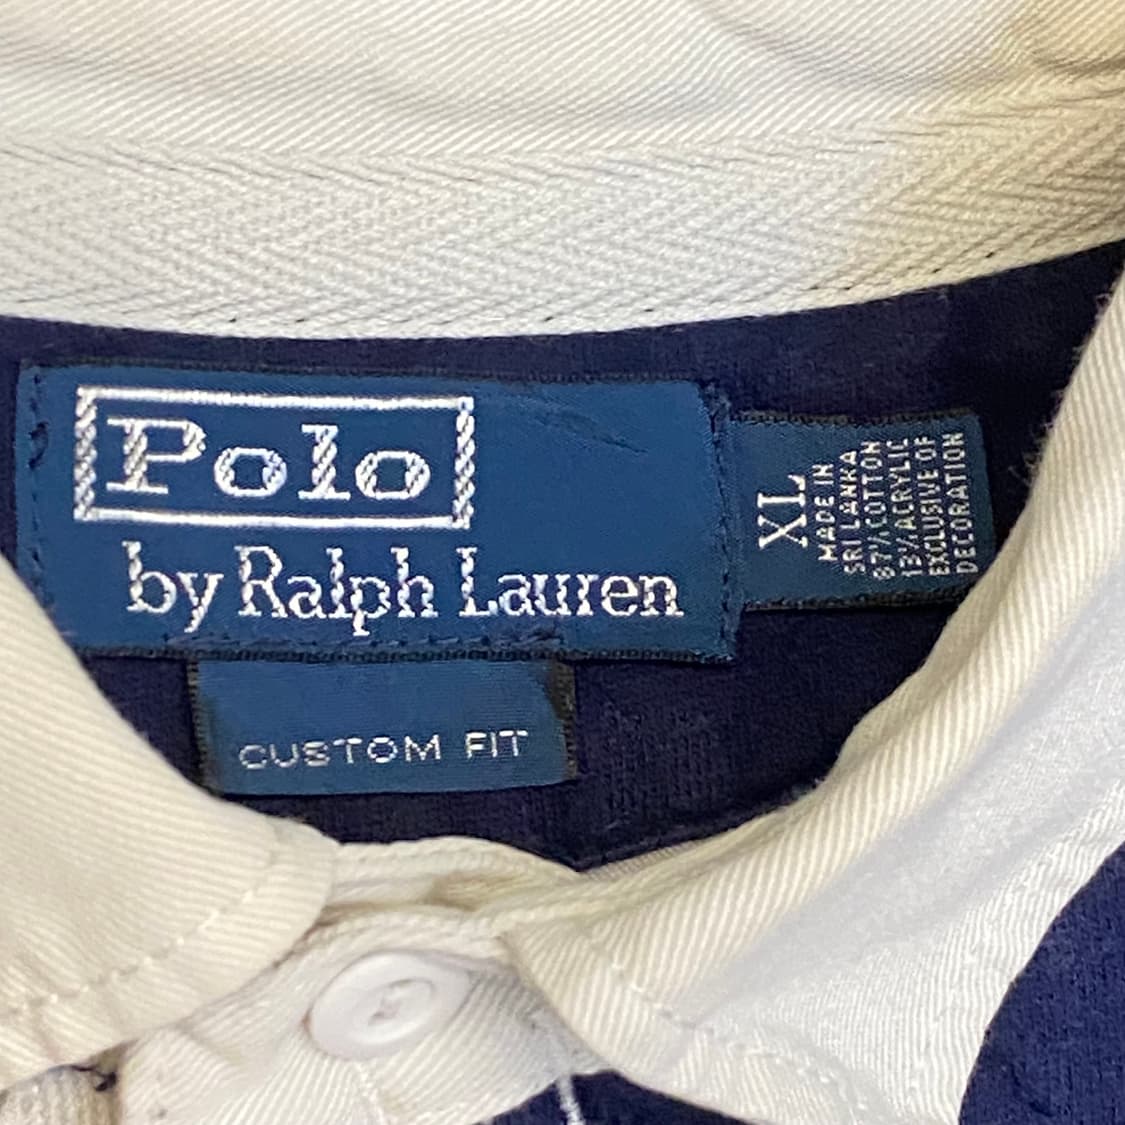 Polo
by Ralph Lauren
CUSTOM FIT
XL
MADE IN
SRI LANKA
87% COTTON
13% ACRYLIC
EXCLUSIVE OF
DECORATION